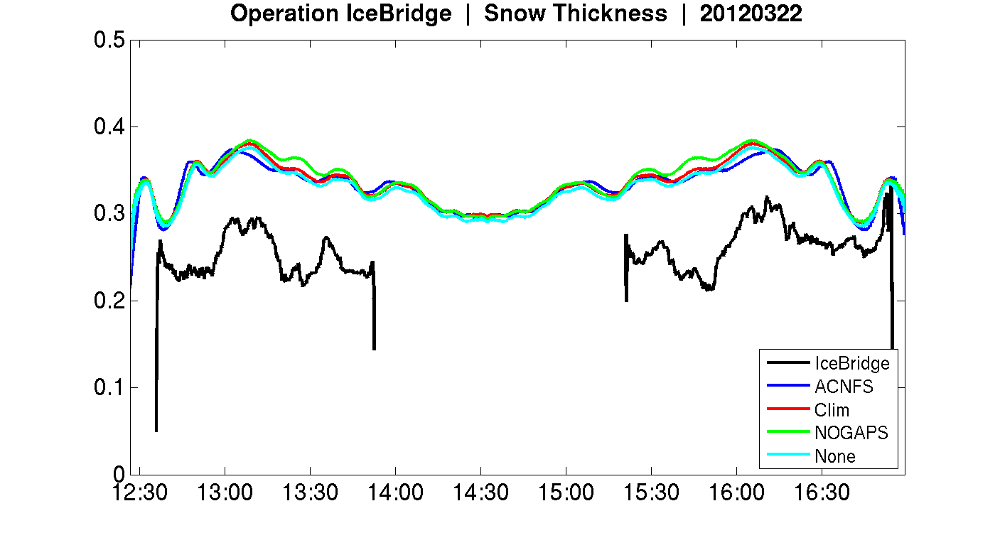 Operation IceBridge | Snow Thickness | 20120322
0.5
0.4
0.3
0.2
0.1
0
IceBridge
ACNFS
Clim
NOGAPS
None
12:30 13:00 13:30 14:00 14:30 15:00 15:30 16:00 16:30